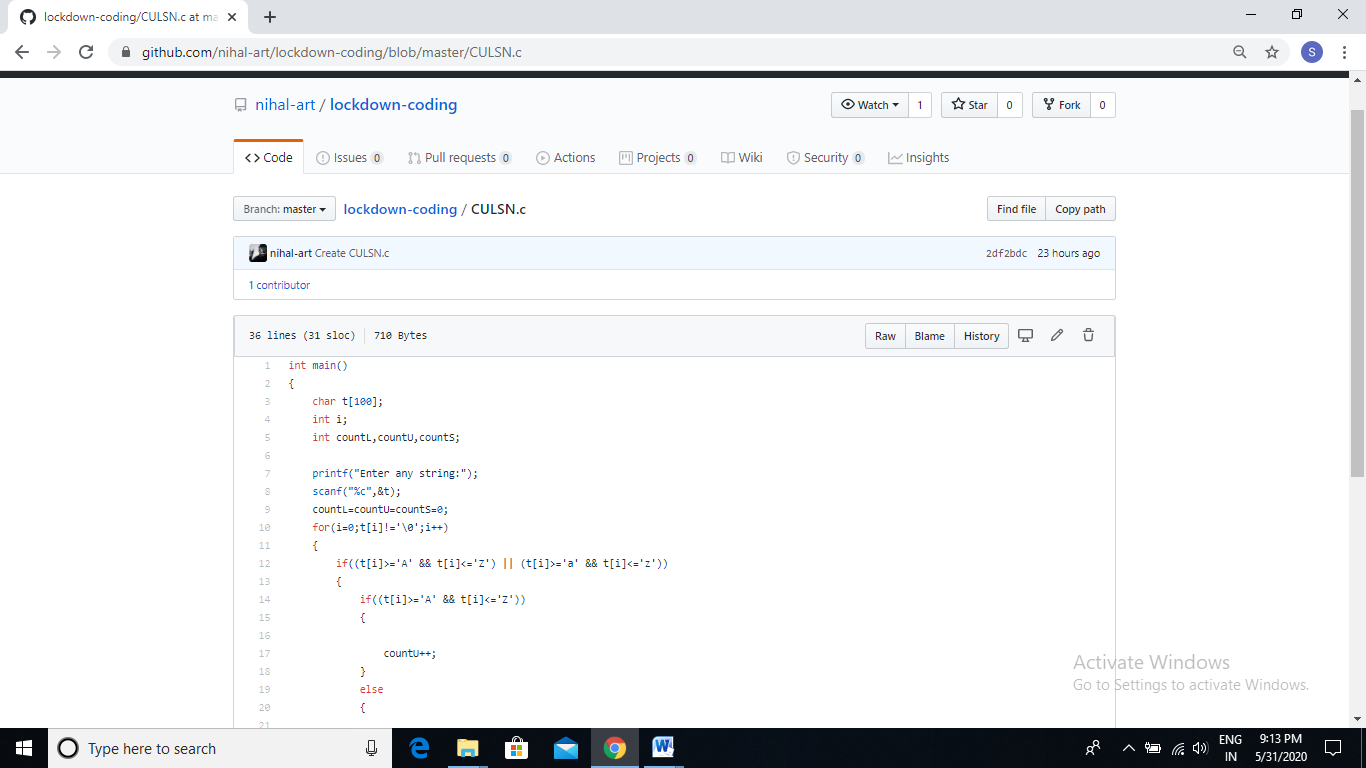 lockdown-coding/CULSN.c at ma
github.com/nihal-art/lockdown-coding/blob/master/CULSN.c
S
nihal-art / lockdown-coding
Watch 1 Star 0 Fork 0
Code Issues 0 Pull requests 0 Actions Projects 0 Wiki Security 0 Insights
Branch: master lockdown-coding / CULSN.c Find file Copy path
nihal-art Create CULSN.c 2df2bdc 23 hours ago
1 contributor
36 lines (31 sloc) 710 Bytes Raw Blame History
1 int main()
2 {
3 char t[100];
4 int i;
5 int countL,countU,countS;
6
7 printf("Enter any string:");
8 scanf("%c",&t);
9 countL=countU=countS=0;
10 for(i=0;t[i]!='\0';i++)
11 {
12 if((t[i]>='A' && t[i]<='Z') || (t[i]>='a' && t[i]<='z'))
13 {
14 if((t[i]>='A' && t[i]<='Z'))
15 {
16
17 countU++;
18 }
19 else
20 {
21
Activate Windows
Go to Settings to activate Windows.
Type here to search
W
ENG
IN
9:13 PM
5/31/2020